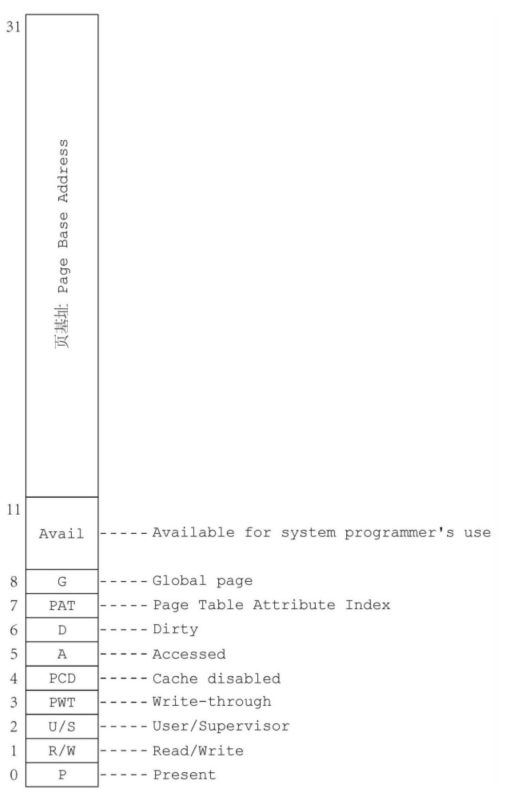 31
页基址 Page Base Address
11
Avail ----- Available for system programmer's use
8 G ----- Global page
7 PAT ----- Page Table Attribute Index
6 D ----- Dirty
5 A ----- Accessed
4 PCD ----- Cache disabled
3 PWT ----- Write-through
2 U/S ----- User/Supervisor
1 R/W ----- Read/Write
0 P ----- Present